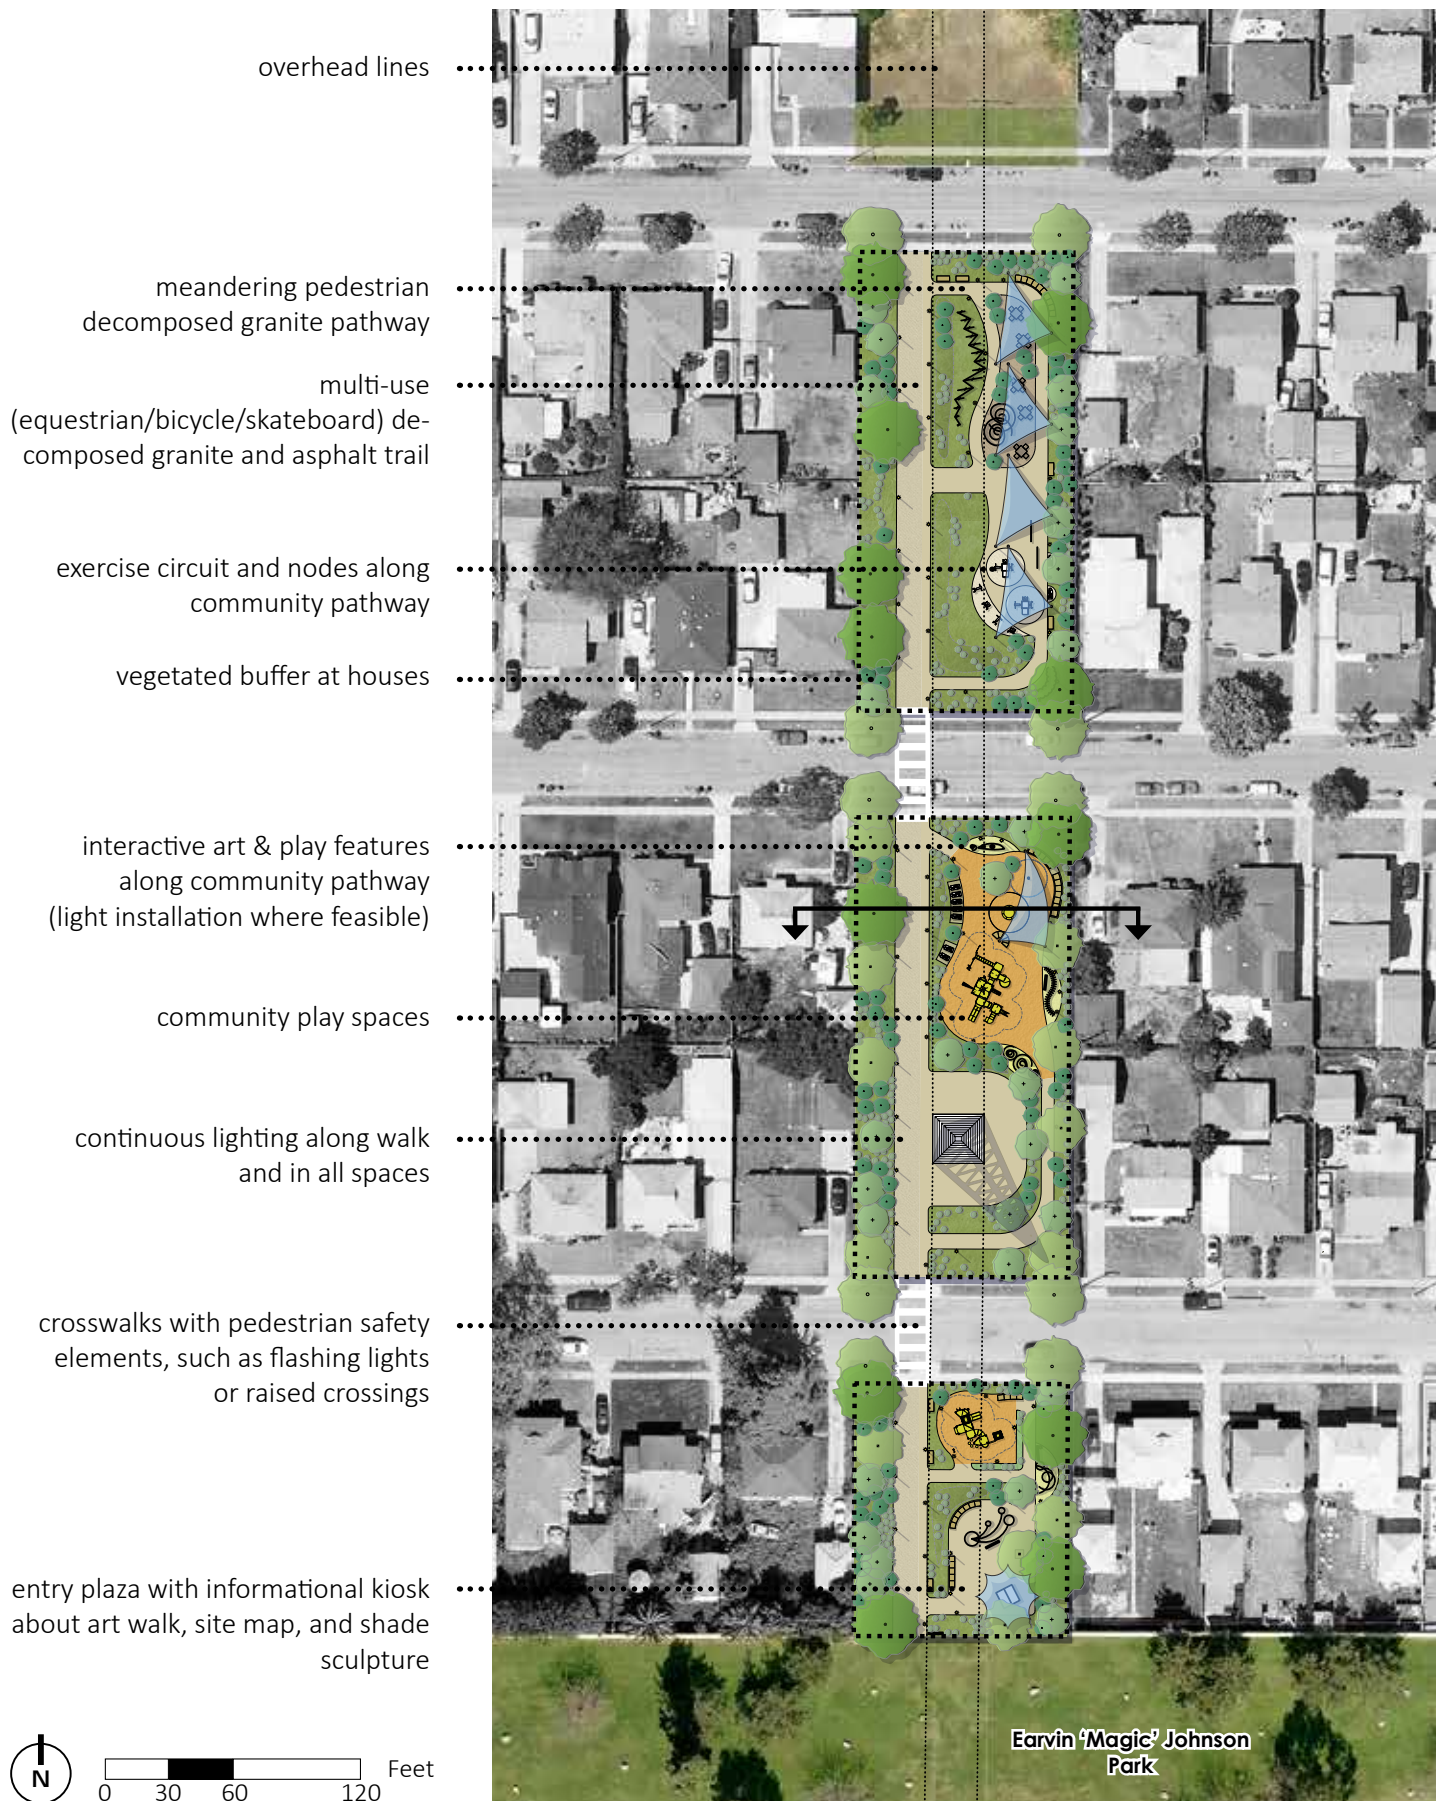 overhead lines
meandering pedestrian
decomposed granite pathway
multi-use
(equestrian/bicycle/skateboard) de-
composed granite and asphalt trail
exercise circuit and nodes along
community pathway
vegetated buffer at houses
interactive art & play features
along community pathway
(light installation where feasible)
community play spaces
continuous lighting along walk
and in all spaces
crosswalks with pedestrian safety
elements, such as flashing lights
or raised crossings
entry plaza with informational kiosk
about art walk, site map, and shade
sculpture
Earvin ‘Magic’ Johnson
Park
N
Feet
0 30 60 120